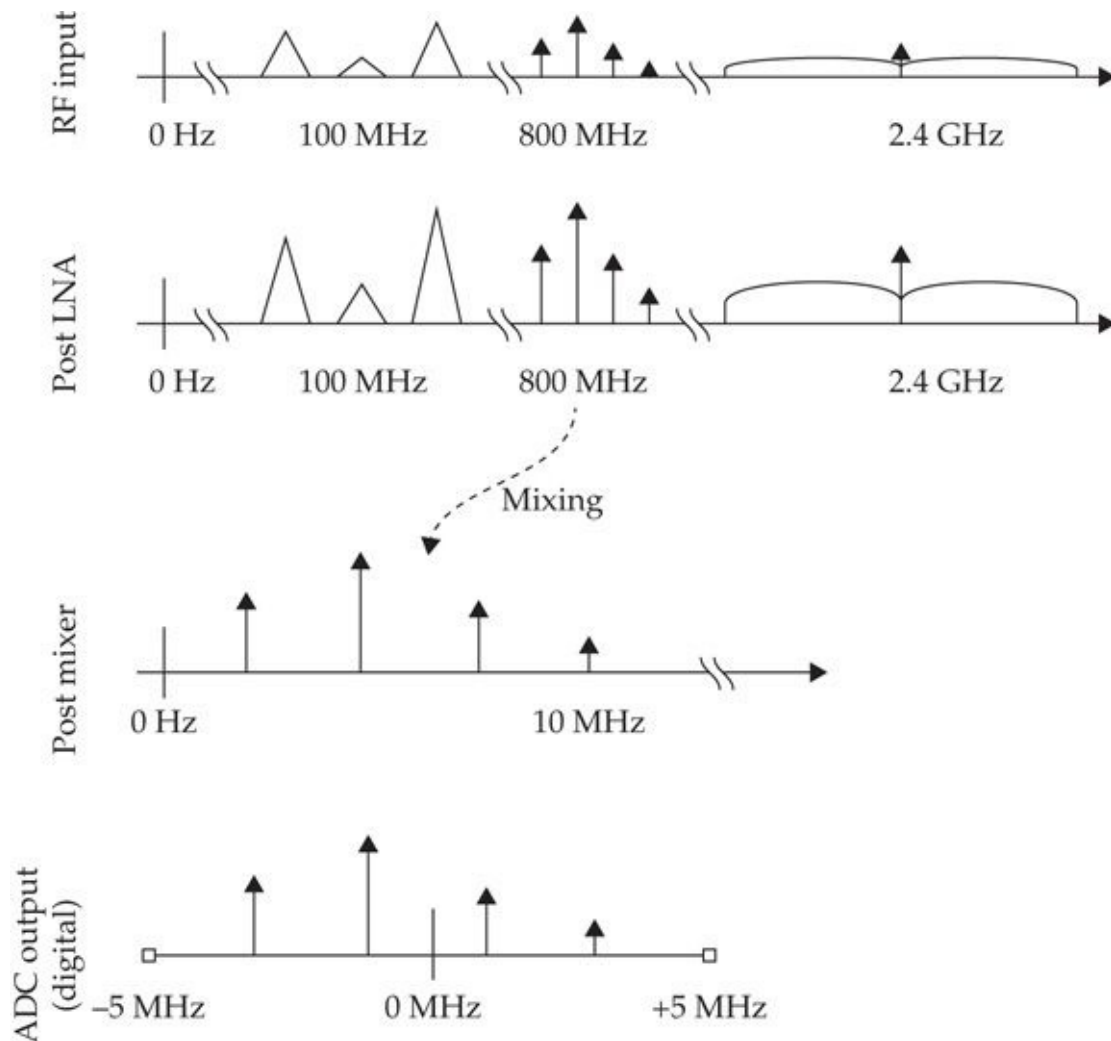 RF input
0 Hz 100 MHz 800 MHz 2.4 GHz
Post LNA
0 Hz 100 MHz 800 MHz 2.4 GHz
Mixing
Post mixer
0 Hz 10 MHz
ADC output
(digital)
–5 MHz 0 MHz +5 MHz